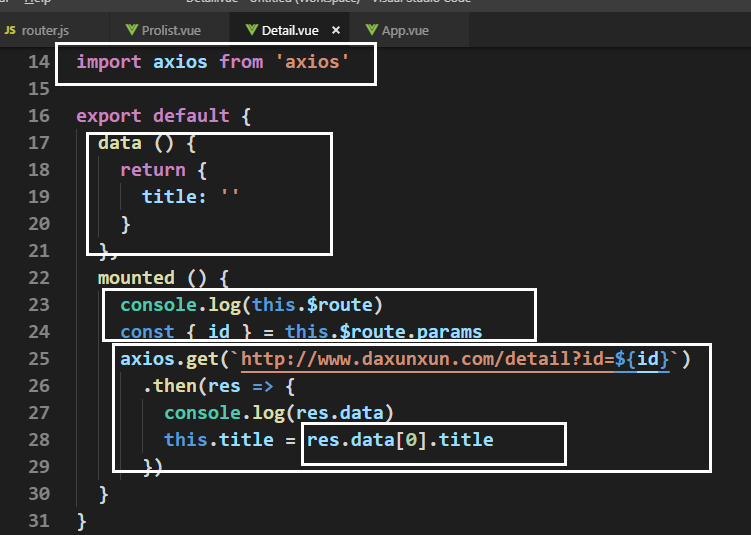 Detail.vue - Untitled (Workspace) - Visual Studio Code
JS router.js Prolist.vue Detail.vue × App.vue
14 import axios from 'axios'
15
16 export default {
17 data () {
18 return {
19 title: ''
20 }
21 },
22 mounted () {
23 console.log(this.$route)
24 const { id } = this.$route.params
25 axios.get(`http://www.daxunxun.com/detail?id=${id}`)
26 .then(res => {
27 console.log(res.data)
28 this.title = res.data[0].title
29 })
30 }
31 }